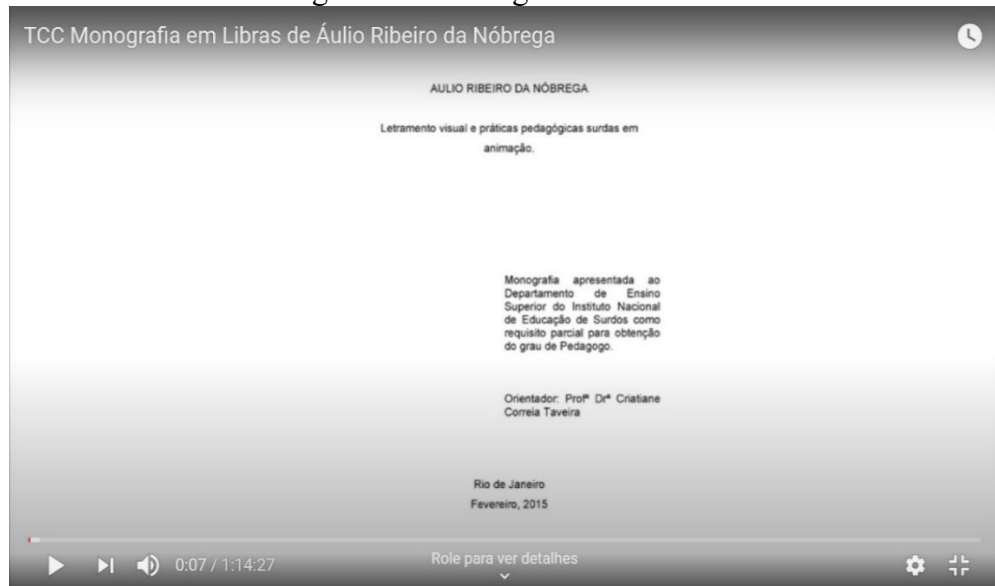 TCC Monografia em Libras de Áulio Ribeiro da Nóbrega
AULIO RIBEIRO DA NÓBREGA
Letramento visual e práticas pedagógicas surdas em
animação.
Monografia apresentada ao
Departamento de Ensino
Superior do Instituto Nacional
de Educação de Surdos como
requisito parcial para obtenção
do grau de Pedagogo.
Orientador: Profª Drª Cristiane
Correia Taveira
Rio de Janeiro
Fevereiro, 2015
0:07 / 1:14:27
Role para ver detalhes